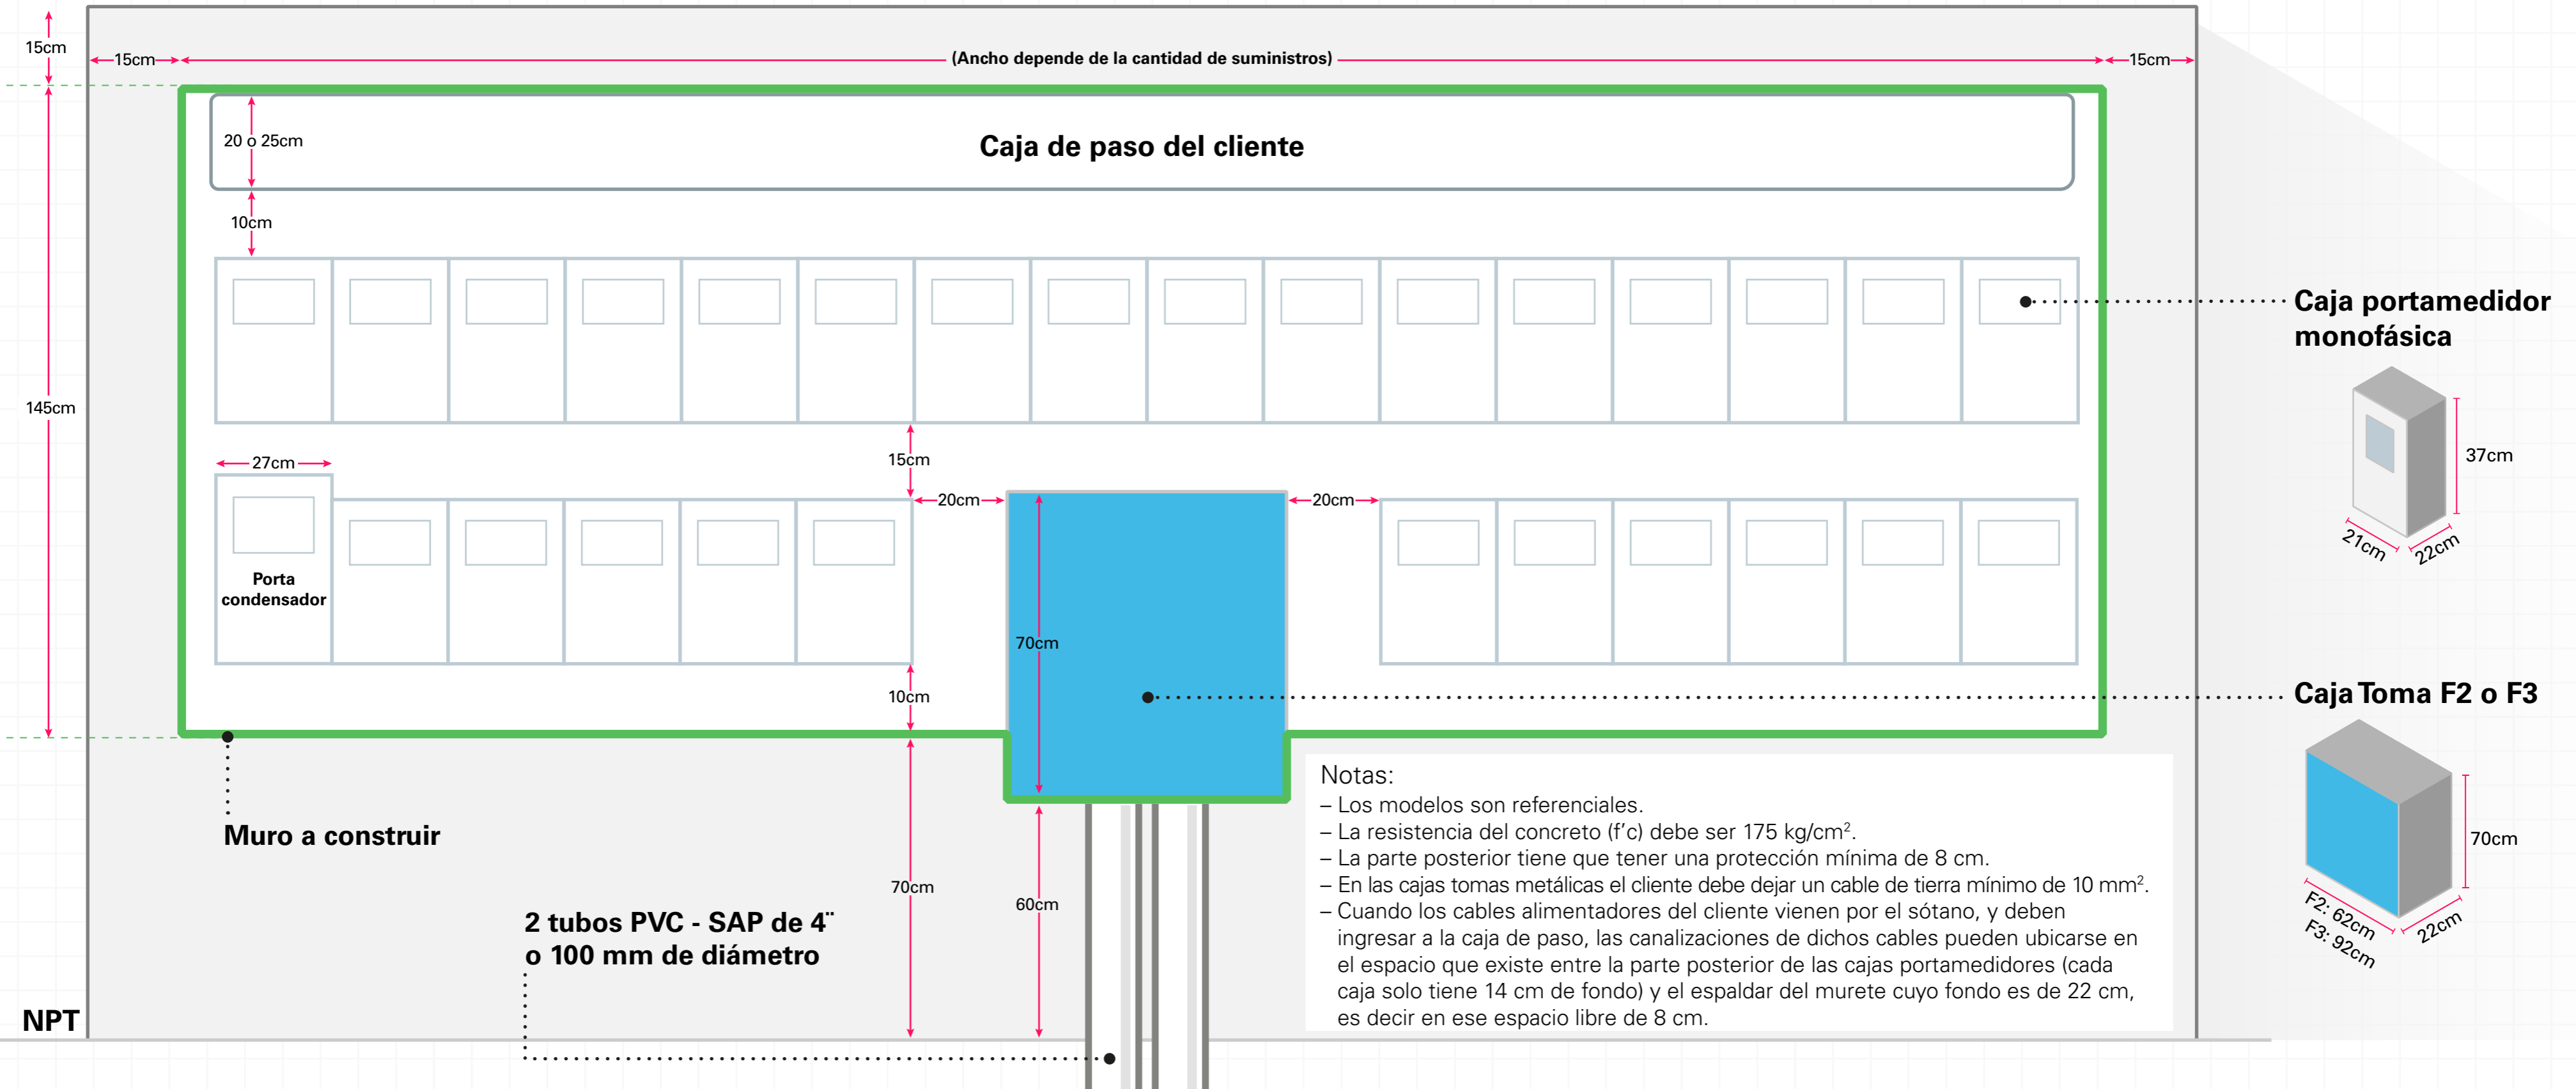 15cm
15cm
(Ancho depende de la cantidad de suministros)
15cm
20 o 25cm
Caja de paso del cliente
10cm
Caja portamedidor
monofásica
145cm
15cm
27cm
37cm
20cm
20cm
21cm
22cm
Porta
condensador
70cm
10cm
Caja Toma F2 o F3
70cm
F2: 62cm
F3: 92cm
22cm
Muro a construir
70cm
60cm
2 tubos PVC - SAP de 4¨
o 100 mm de diámetro
NPT
Notas:
– Los modelos son referenciales.
– La resistencia del concreto (f’c) debe ser 175 kg/cm².
– La parte posterior tiene que tener una protección mínima de 8 cm.
– En las cajas tomas metálicas el cliente debe dejar un cable de tierra mínimo de 10 mm².
– Cuando los cables alimentadores del cliente vienen por el sótano, y deben
ingresar a la caja de paso, las canalizaciones de dichos cables pueden ubicarse en
el espacio que existe entre la parte posterior de las cajas portamedidores (cada
caja solo tiene 14 cm de fondo) y el espaldar del murete cuyo fondo es de 22 cm,
es decir en ese espacio libre de 8 cm.